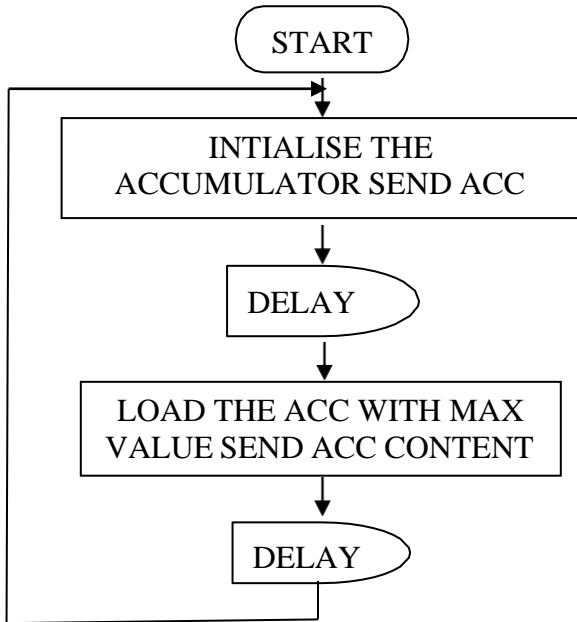 START
INTIALISE THE
ACCUMULATOR SEND ACC
DELAY
LOAD THE ACC WITH MAX
VALUE SEND ACC CONTENT
DELAY